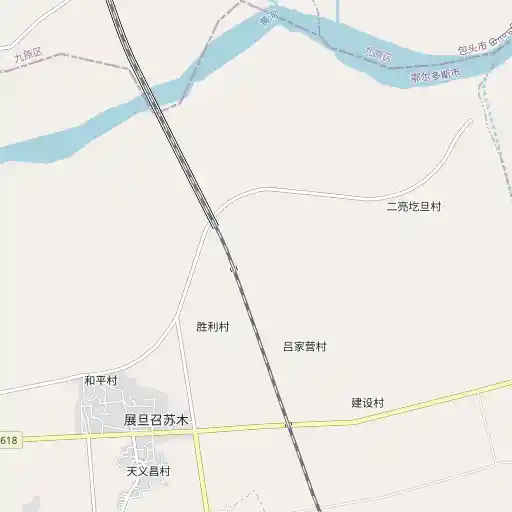 黄河
包头市
九原区
九原区
鄂尔多斯市
二亮圪旦村
胜利村
吕家营村
和平村
建设村
展旦召苏木
618
天义昌村